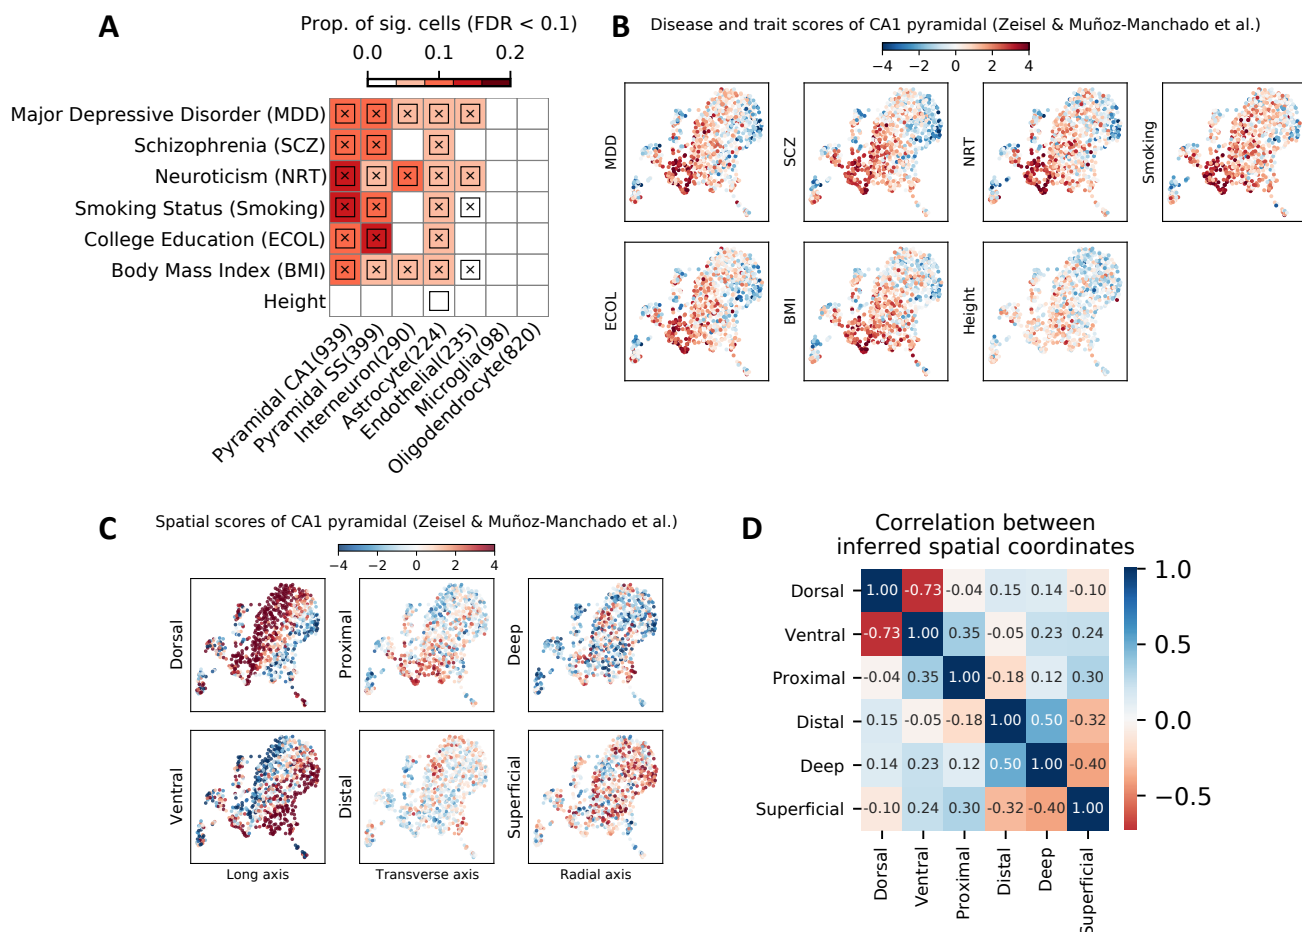 A
Prop. of sig. cells (FDR < 0.1)
0.0 0.1 0.2
Major Depressive Disorder (MDD)
Schizophrenia (SCZ)
Neuroticism (NRT)
Smoking Status (Smoking)
College Education (ECOL)
Body Mass Index (BMI)
Height
Pyramidal CA1(939)
Pyramidal SS(399)
Interneuron(290)
Astrocyte(224)
Endothelial(235)
Microglia(98)
Oligodendrocyte(820)
B
Disease and trait scores of CA1 pyramidal (Zeisel & Muñoz-Manchado et al.)
−4 −2 0 2 4
MDD
SCZ
NRT
Smoking
ECOL
BMI
Height
C
Spatial scores of CA1 pyramidal (Zeisel & Muñoz-Manchado et al.)
−4 −2 0 2 4
Dorsal
Proximal
Deep
Ventral
Distal
Superficial
Long axis
Transverse axis
Radial axis
D
Correlation between
inferred spatial coordinates
Dorsal 1.00 -0.73 -0.04 0.15 0.14 -0.10
Ventral -0.73 1.00 0.35 -0.05 0.23 0.24
Proximal -0.04 0.35 1.00 -0.18 0.12 0.30
Distal 0.15 -0.05 -0.18 1.00 0.50 -0.32
Deep 0.14 0.23 0.12 0.50 1.00 -0.40
Superficial -0.10 0.24 0.30 -0.32 -0.40 1.00
Dorsal
Ventral
Proximal
Distal
Deep
Superficial
1.0
0.5
0.0
−0.5